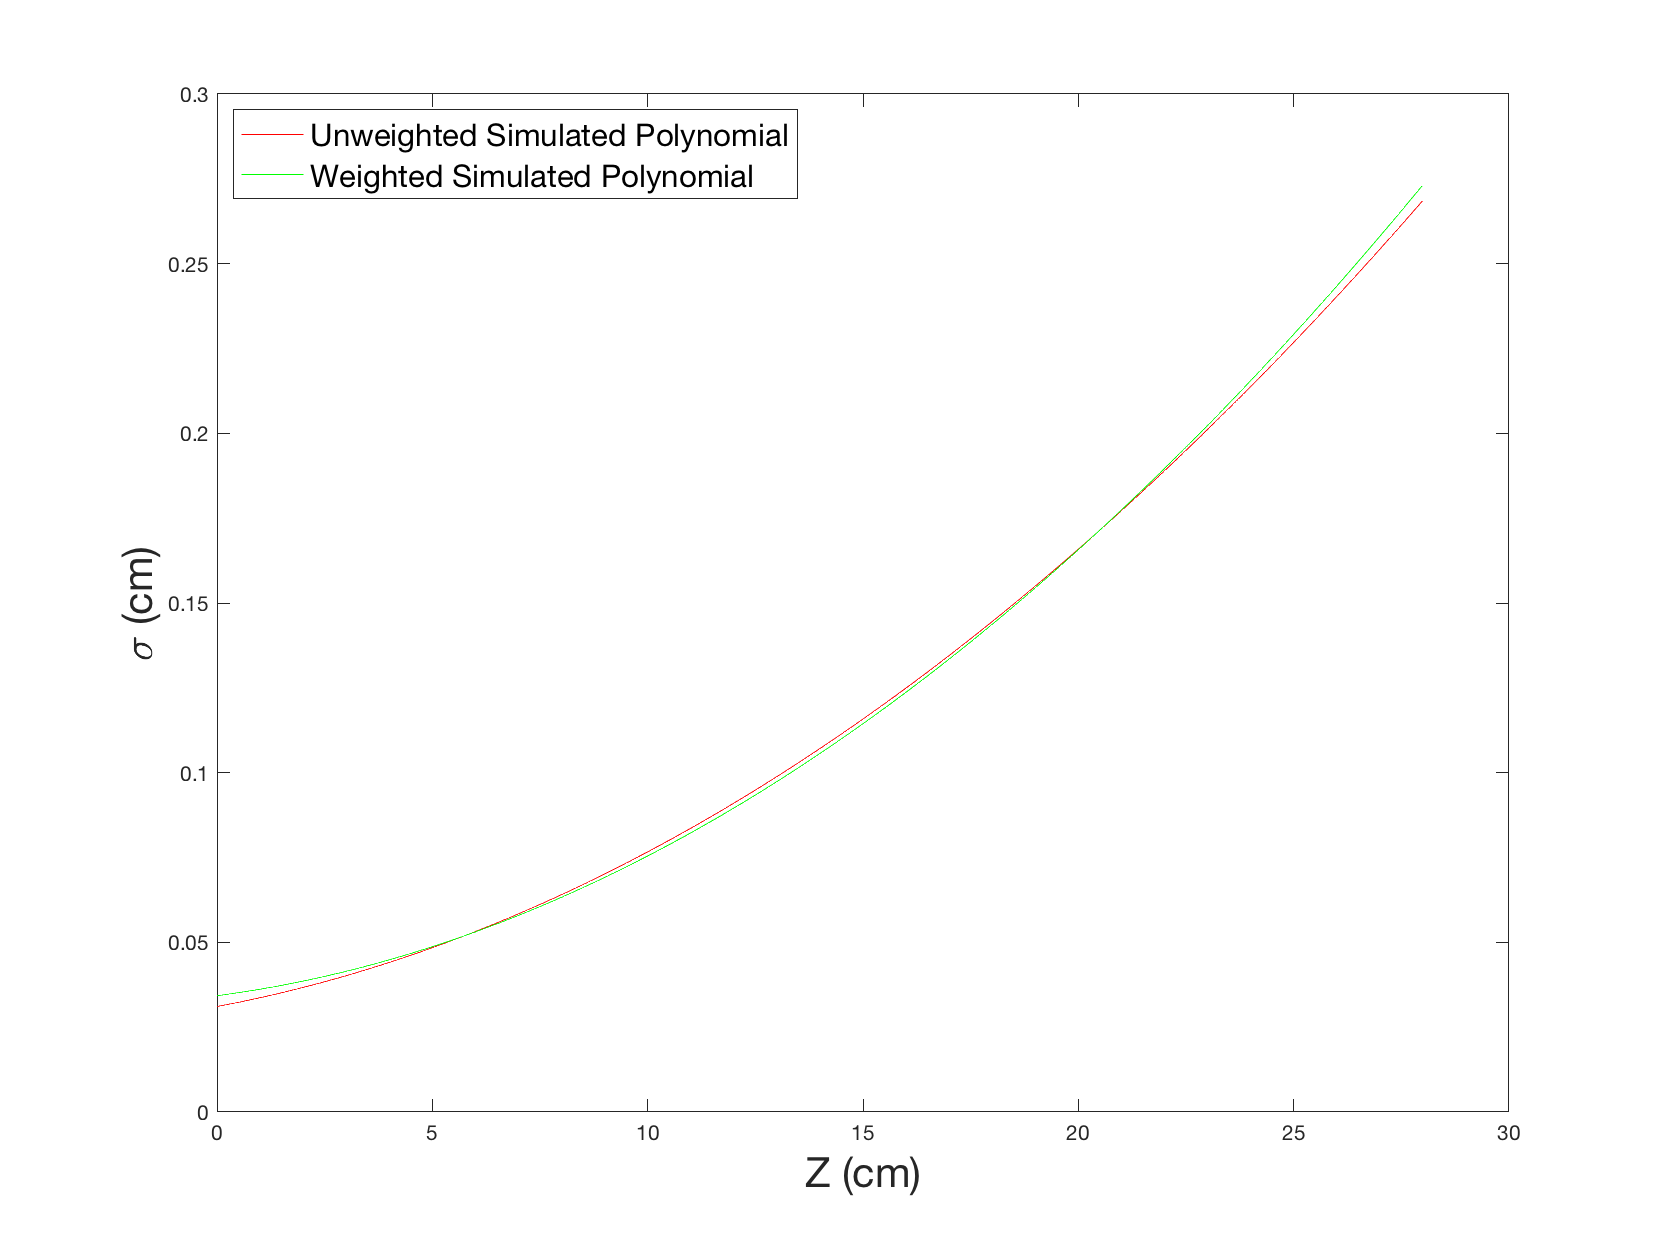 0.3
0.25
0.2
0.15
0.1
0.05
0
Unweighted Simulated Polynomial
Weighted Simulated Polynomial
σ (cm)
0 5 10 15 20 25 30
Z (cm)